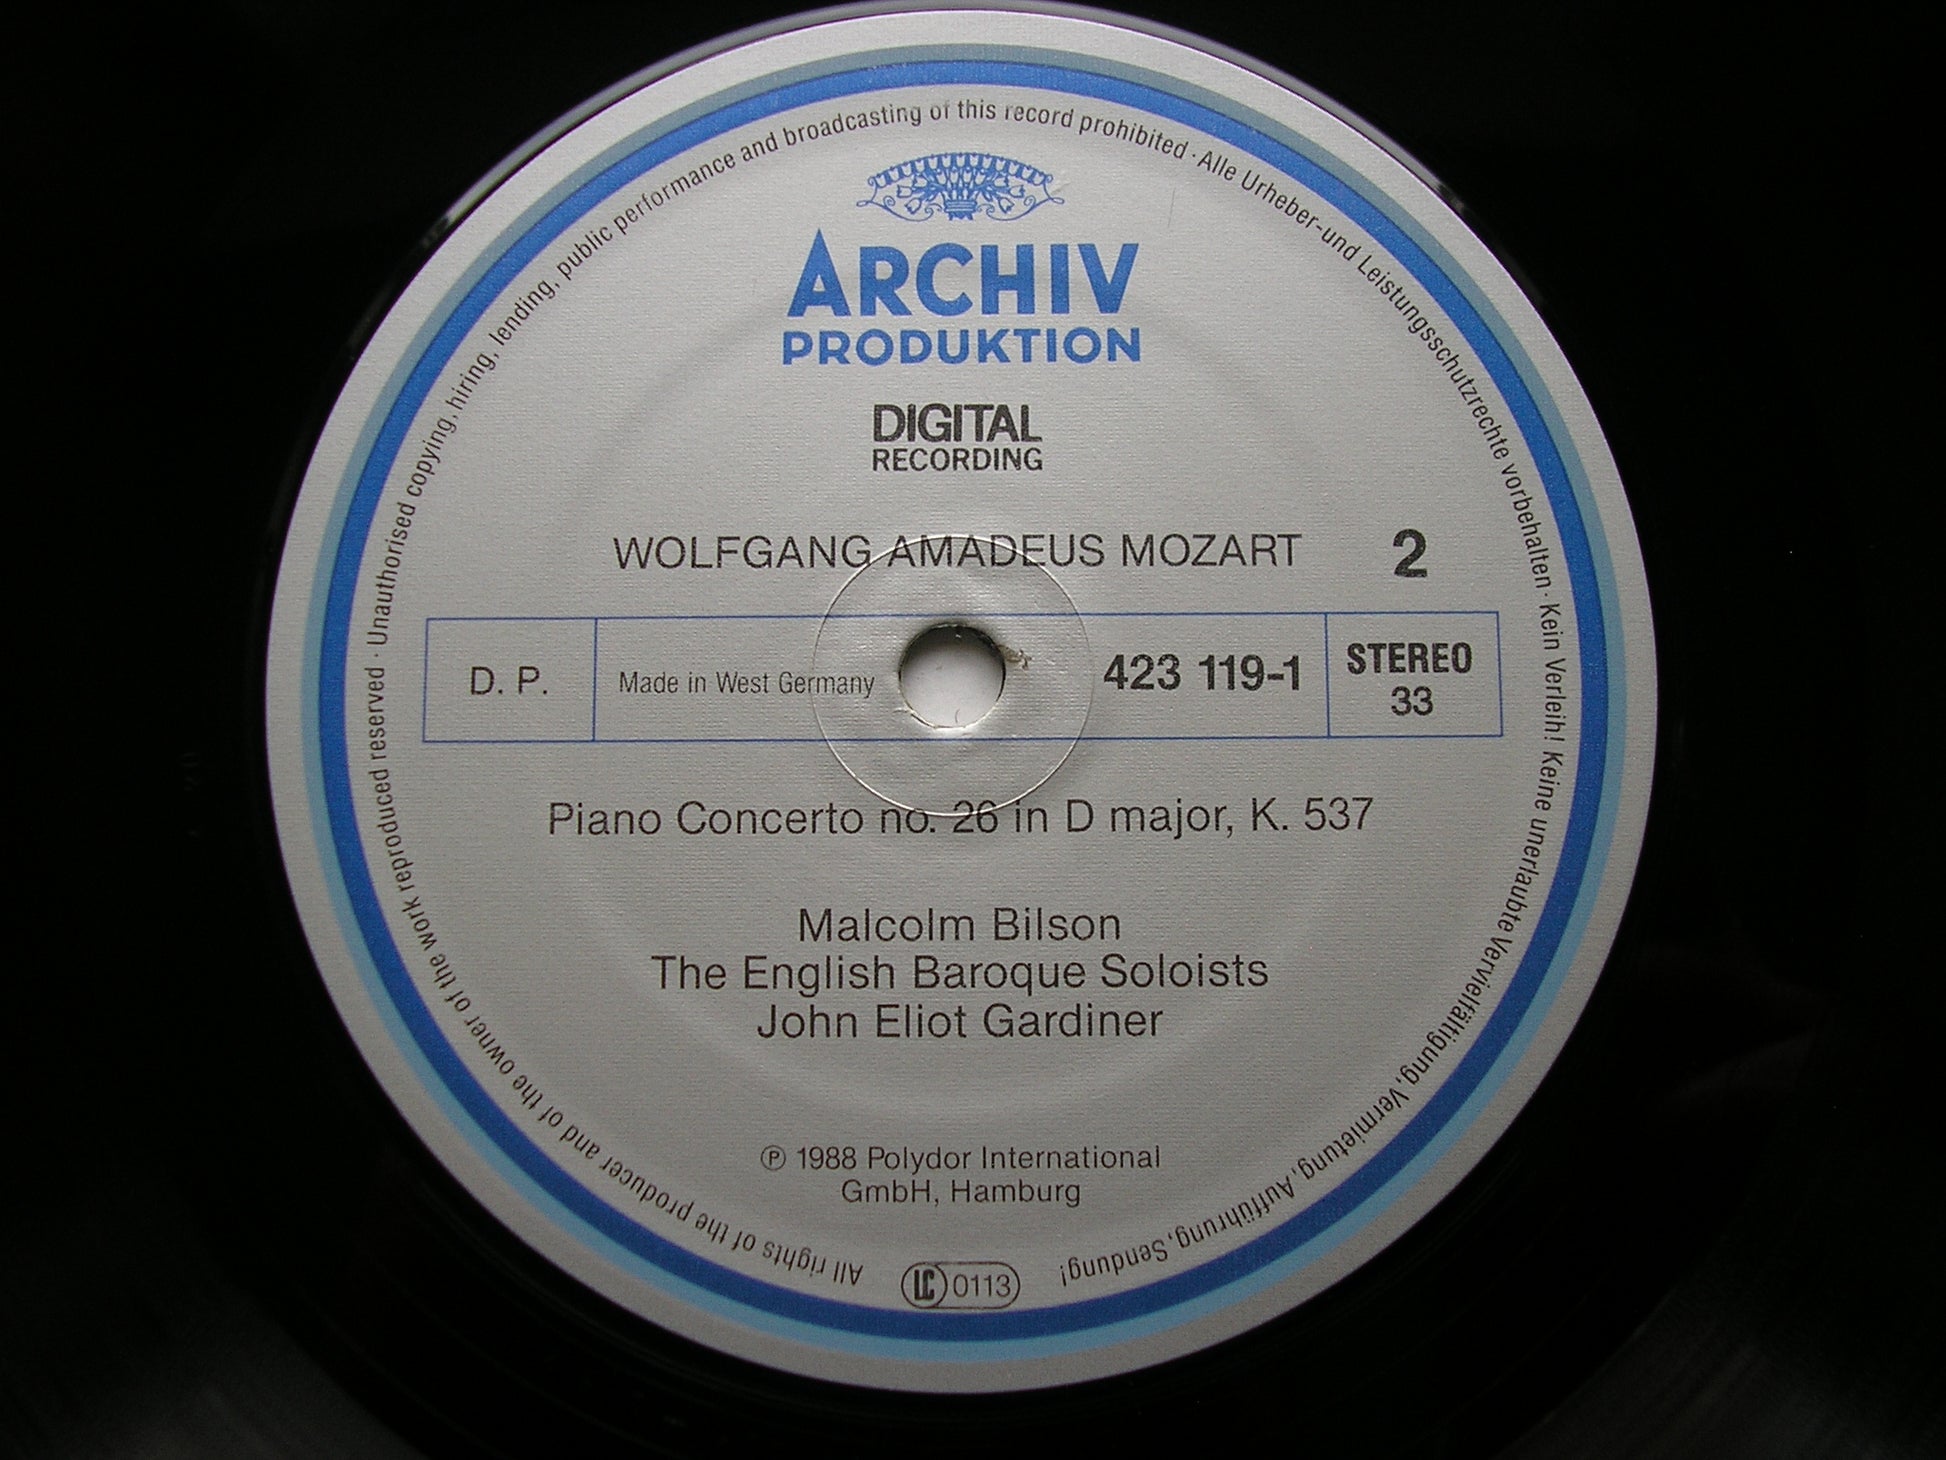 All rights of the producer and of the owner of the work reproduced reserved · Unauthorised copying, hiring, lending, public performance and broadcasting of this record prohibited · Alle Urheber-und Leistungsschutzrechte vorbehalten · Kein Verleih! Keine unerlaubte Vervielfältigung, Vermietung, Aufführung, Sendung!
ARCHIV
PRODUKTION
DIGITAL
RECORDING
WOLFGANG AMADEUS MOZART 2
D. P. Made in West Germany 423 119-1 STEREO
33
Piano Concerto no. 26 in D major, K. 537
Malcolm Bilson
The English Baroque Soloists
John Eliot Gardiner
℗ 1988 Polydor International
GmbH, Hamburg
LC 0113